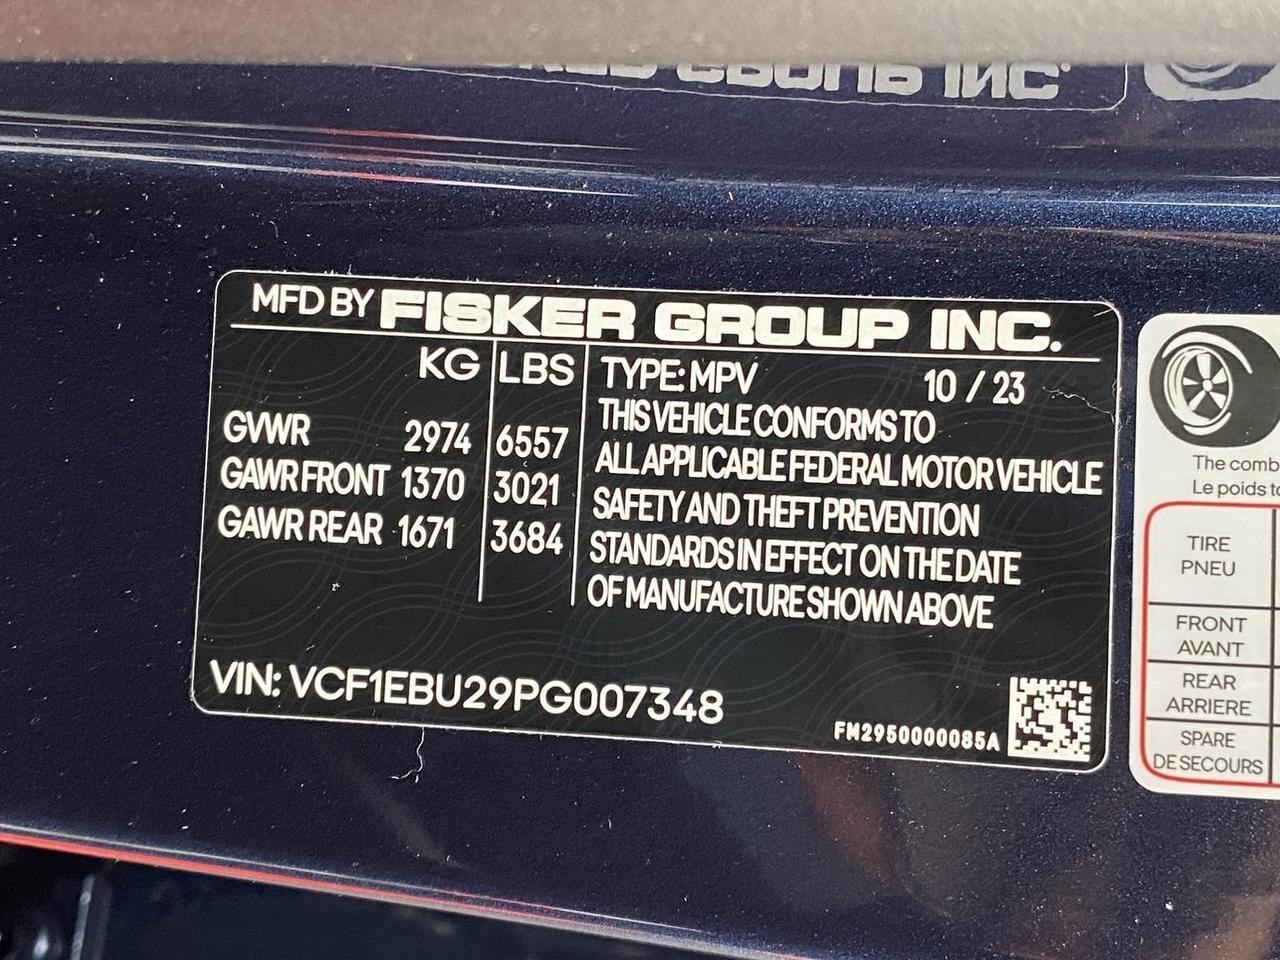 MFD BY FISKER GROUP INC.
KG LBS
GVWR 2974 6557
GAWR FRONT 1370 3021
GAWR REAR 1671 3684
TYPE: MPV 10 / 23
THIS VEHICLE CONFORMS TO
ALL APPLICABLE FEDERAL MOTOR VEHICLE
SAFETY AND THEFT PREVENTION
STANDARDS IN EFFECT ON THE DATE
OF MANUFACTURE SHOWN ABOVE
VIN: VCF1EBU29PG007348
FM2950000085A
The comb
Le poids to
TIRE
PNEU
FRONT
AVANT
REAR
ARRIERE
SPARE
DE SECOURS